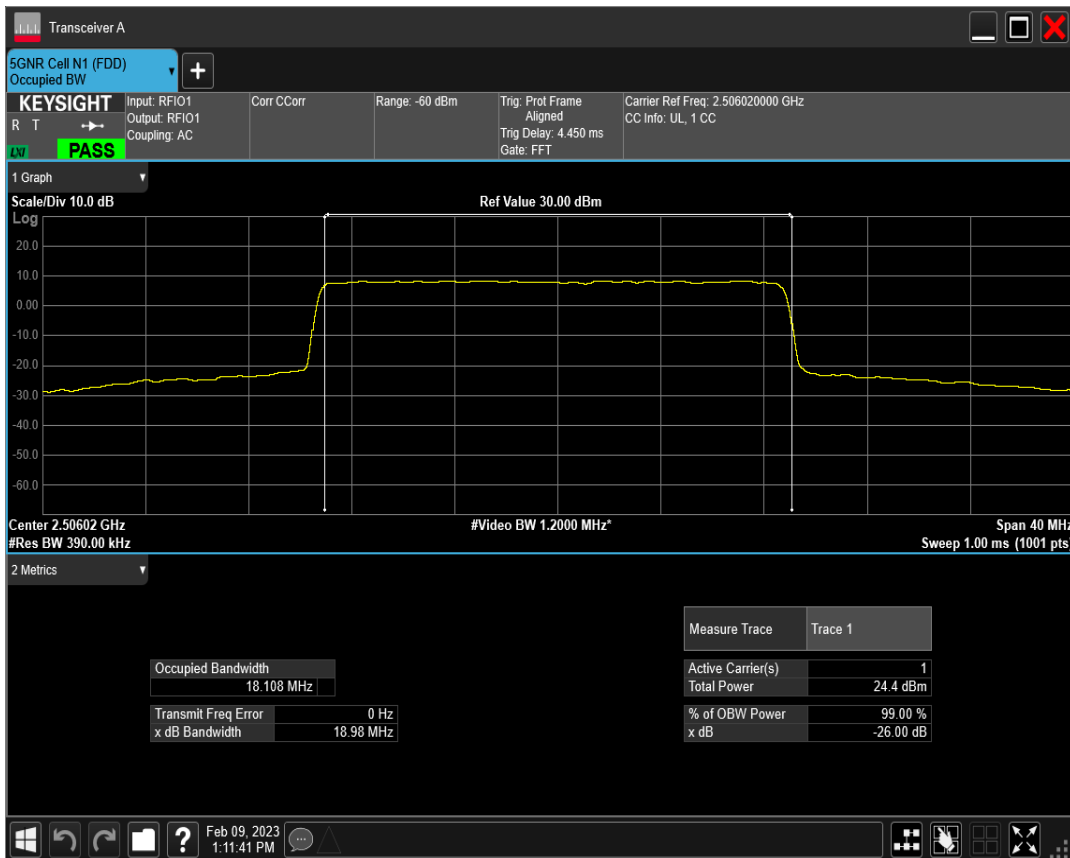 Transceiver A
5GNR Cell N1 (FDD)
Occupied BW
+
KEYSIGHT
R T
LXI
PASS
Input: RFIO1
Output: RFIO1
Coupling: AC
Corr CCorr
Range: -60 dBm
Trig: Prot Frame
Aligned
Trig Delay: 4.450 ms
Gate: FFT
Carrier Ref Freq: 2.506020000 GHz
CC Info: UL, 1 CC
1 Graph
Scale/Div 10.0 dB
Ref Value 30.00 dBm
Log
20.0
10.0
0.00
-10.0
-20.0
-30.0
-40.0
-50.0
-60.0
Center 2.50602 GHz
#Video BW 1.2000 MHz*
Span 40 MHz
#Res BW 390.00 kHz
Sweep 1.00 ms (1001 pts)
2 Metrics
Measure Trace Trace 1
Occupied Bandwidth
18.108 MHz
Active Carrier(s) 1
Total Power 24.4 dBm
Transmit Freq Error 0 Hz
x dB Bandwidth 18.98 MHz
% of OBW Power 99.00 %
x dB -26.00 dB
?
Feb 09, 2023
1:11:41 PM